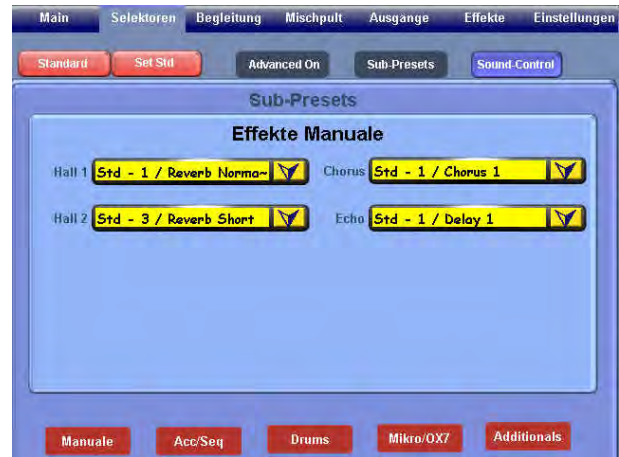 Main Selektoren Begleitung Mischpult Ausgange Effekte Einstellungen
Standard Set Std Advanced On Sub-Presets Sound-Control
Sub-Presets
Effekte Manuale
Hall 1 Std - 1 / Reverb Norma~ Chorus Std - 1 / Chorus 1
Hall 2 Std - 3 / Reverb Short Echo Std - 1 / Delay 1
Manuale Acc/Seq Drums Mikro/OX7 Additionals